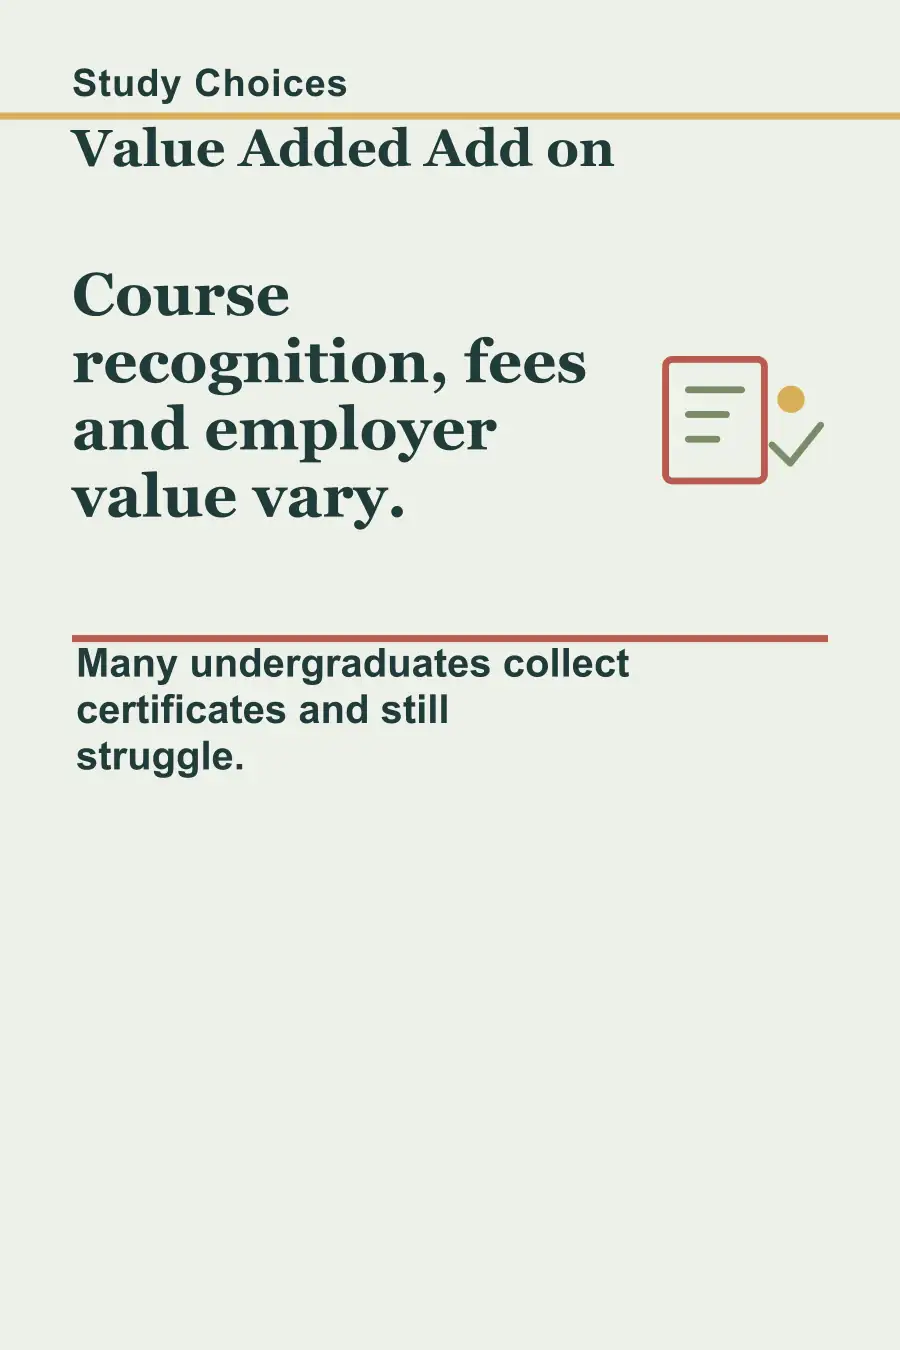 Study Choices
Value Added Add on
Course
recognition, fees
and employer
value vary.
Many undergraduates collect
certificates and still
struggle.